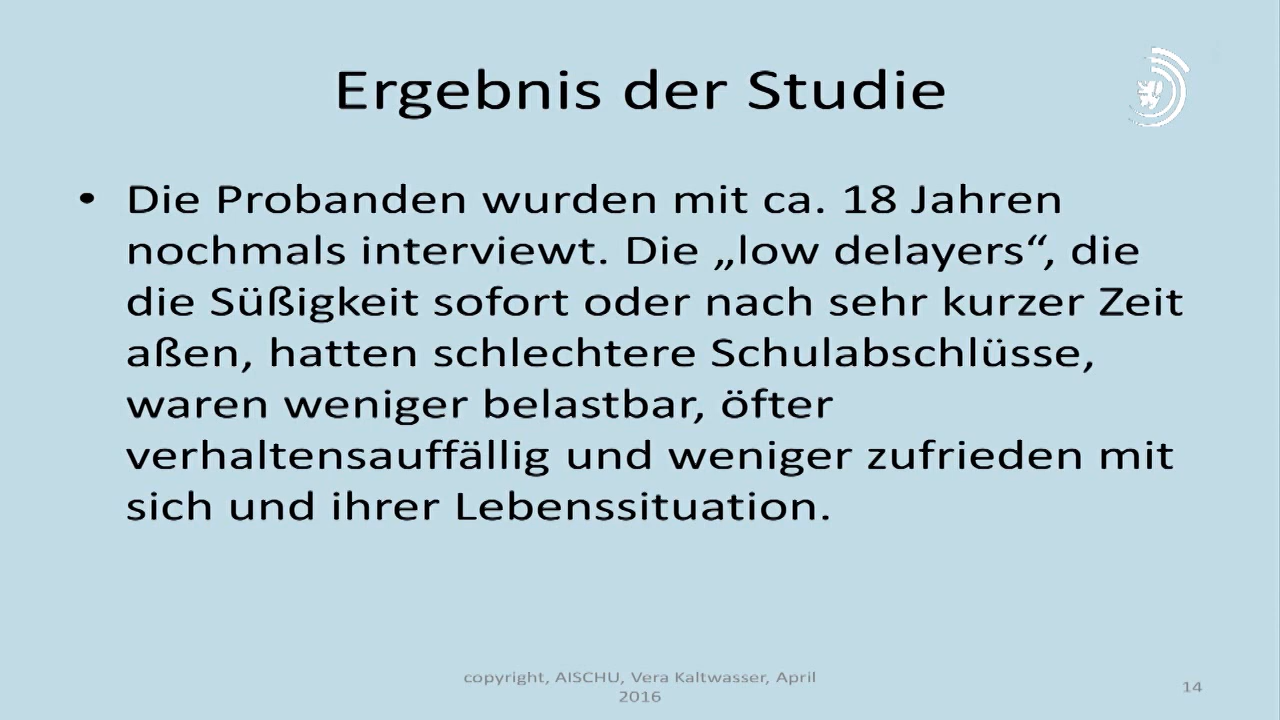 Ergebnis der Studie
• Die Probanden wurden mit ca. 18 Jahren
nochmals interviewt. Die „low delayers“, die
die Süßigkeit sofort oder nach sehr kurzer Zeit
aßen, hatten schlechtere Schulabschlüsse,
waren weniger belastbar, öfter
verhaltensauffällig und weniger zufrieden mit
sich und ihrer Lebenssituation.
copyright, AISCHU, Vera Kaltwasser, April
2016
14